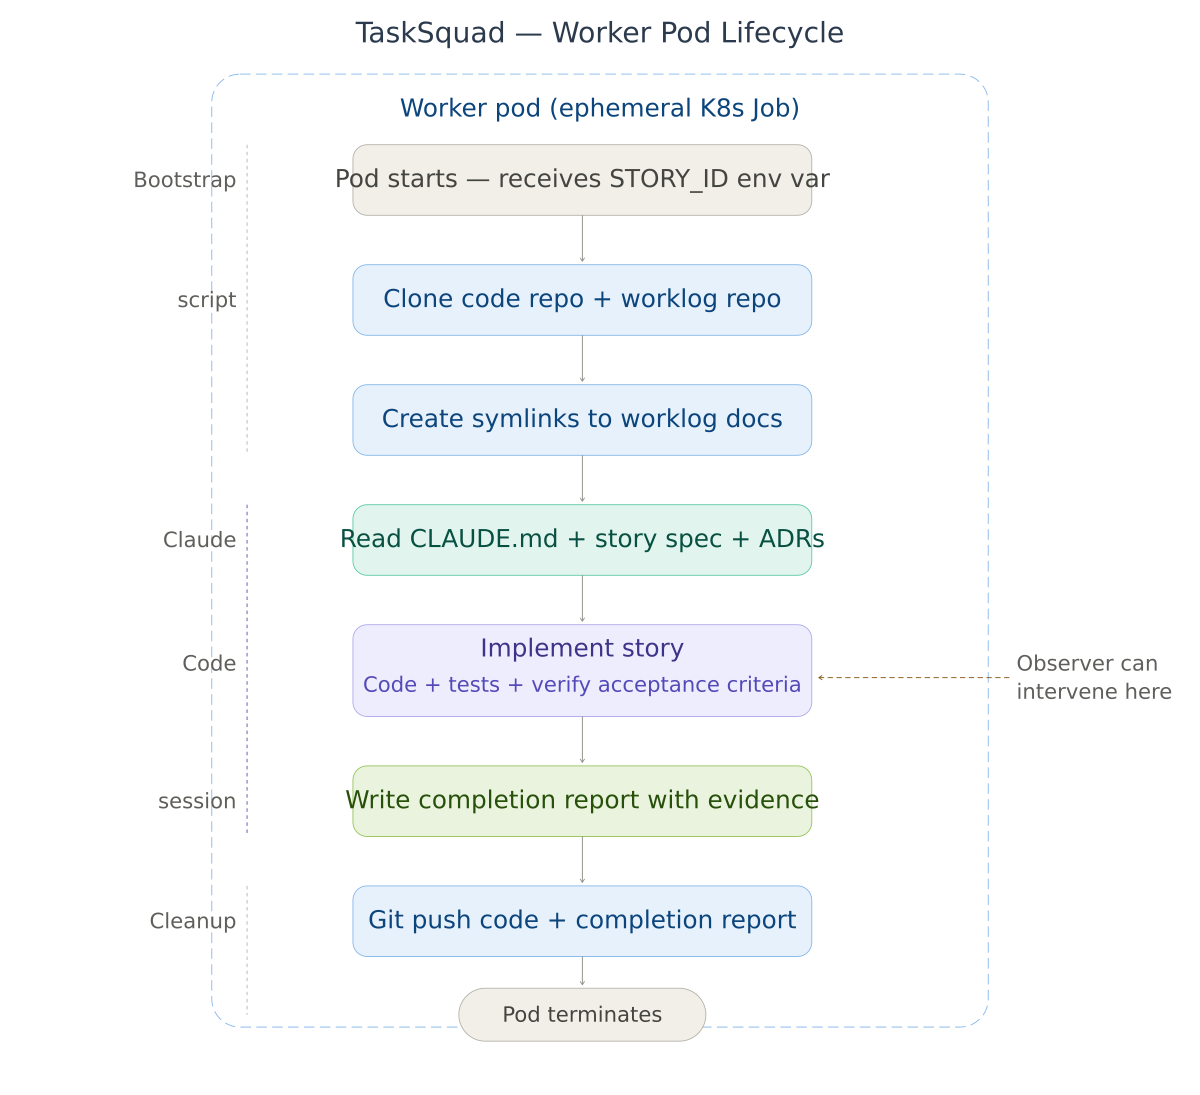 TaskSquad — Worker Pod Lifecycle
Worker pod (ephemeral K8s Job)
Bootstrap
Pod starts — receives STORY_ID env var
script
Clone code repo + worklog repo
Create symlinks to worklog docs
Claude
Read CLAUDE.md + story spec + ADRs
Code
Implement story
Code + tests + verify acceptance criteria
Observer can
intervene here
session
Write completion report with evidence
Cleanup
Git push code + completion report
Pod terminates